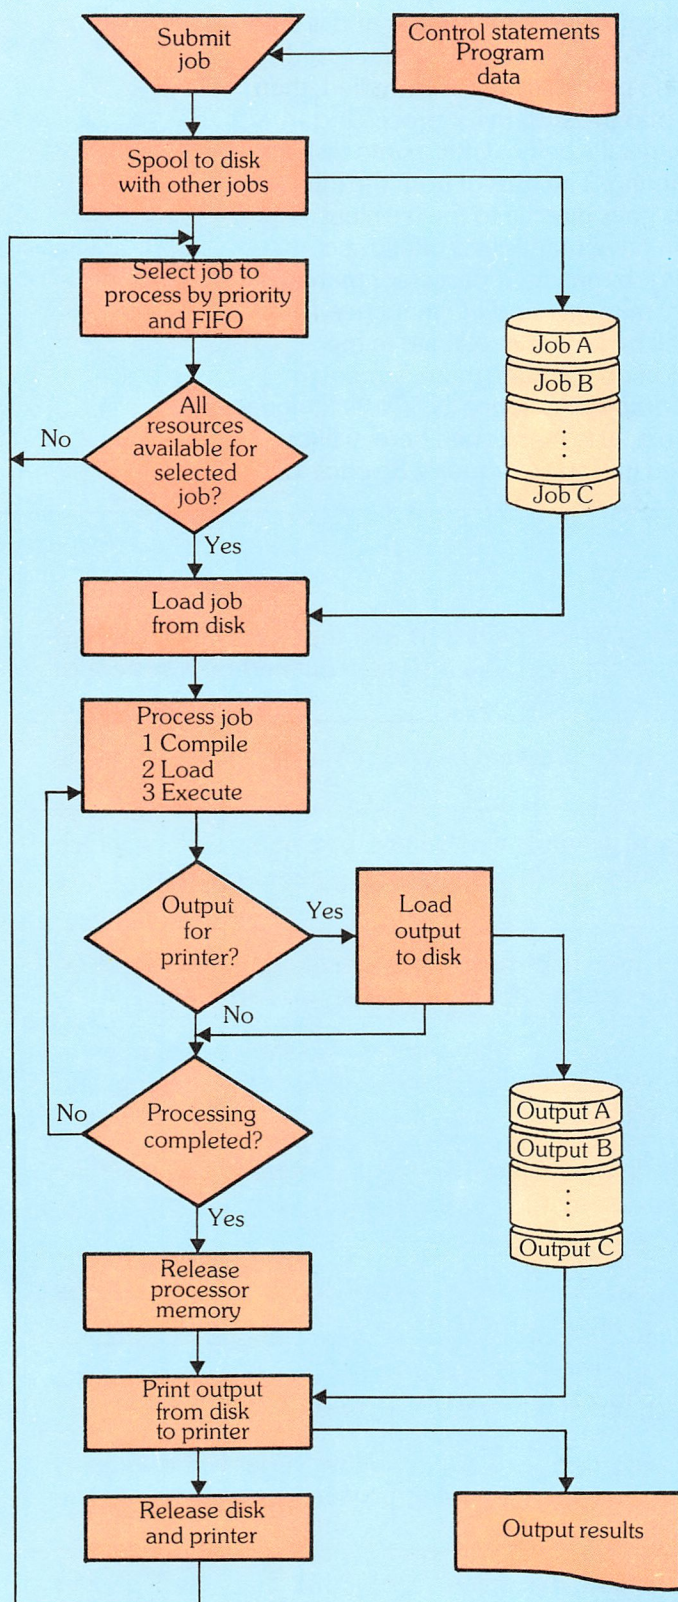 Submit
job
Control statements
Program
data
Spool to disk
with other jobs
Select job to
process by priority
and FIFO
Job A
Job B
Job C
All
resources
available for
selected
job?
No
Yes
Load job
from disk
Process job
1 Compile
2 Load
3 Execute
Output
for
printer?
Yes
Load
output
to disk
No
Processing
completed?
No
Output A
Output B
Output C
Yes
Release
processor
memory
Print output
from disk
to printer
Release disk
and printer
Output results